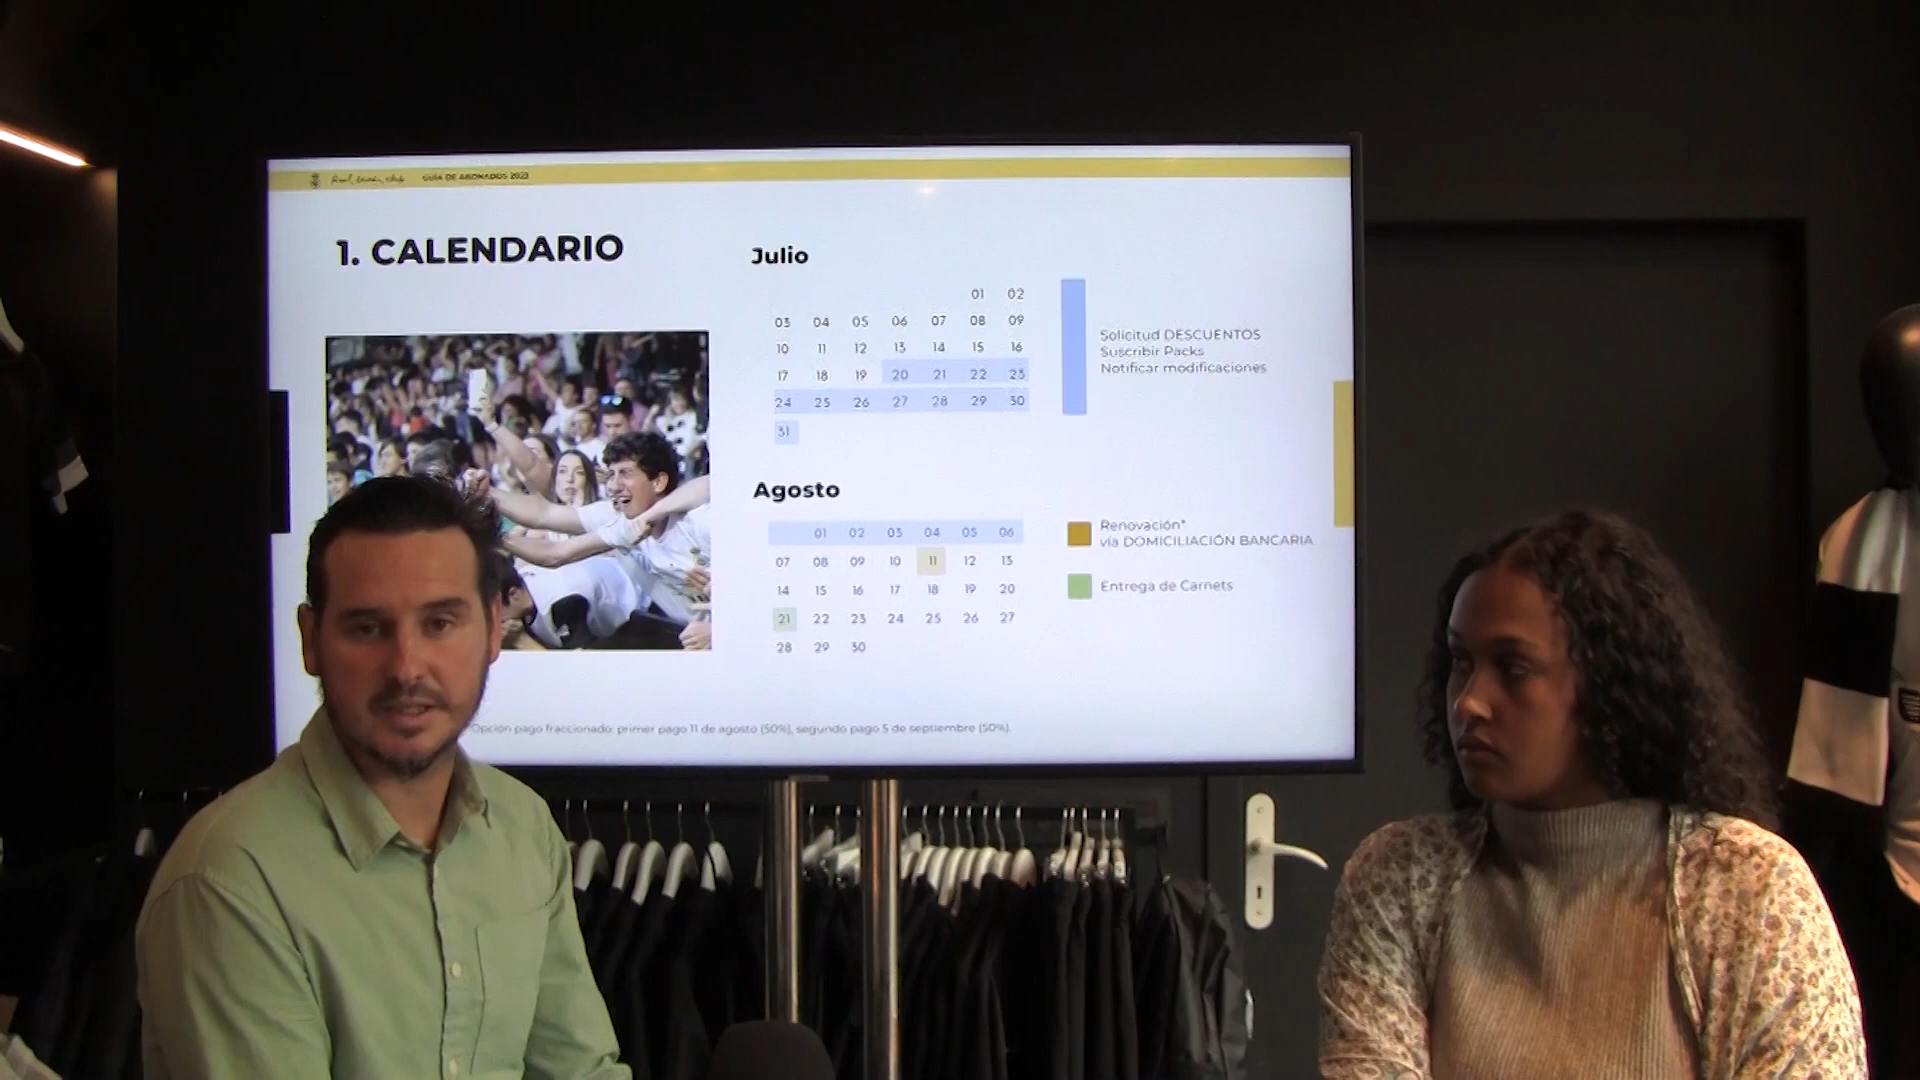 Real Unión Club GUÍA DE ABONADOS 2023
1. CALENDARIO
Julio
01 02
03 04 05 06 07 08 09
10 11 12 13 14 15 16
17 18 19 20 21 22 23
24 25 26 27 28 29 30
31
Solicitud DESCUENTOS
Suscribir Packs
Notificar modificaciones
Agosto
01 02 03 04 05 06
07 08 09 10 11 12 13
14 15 16 17 18 19 20
21 22 23 24 25 26 27
28 29 30
Renovación*
vía DOMICILIACIÓN BANCARIA
Entrega de Carnets
Opción pago fraccionado: primer pago 11 de agosto (50%), segundo pago 5 de septiembre (50%).